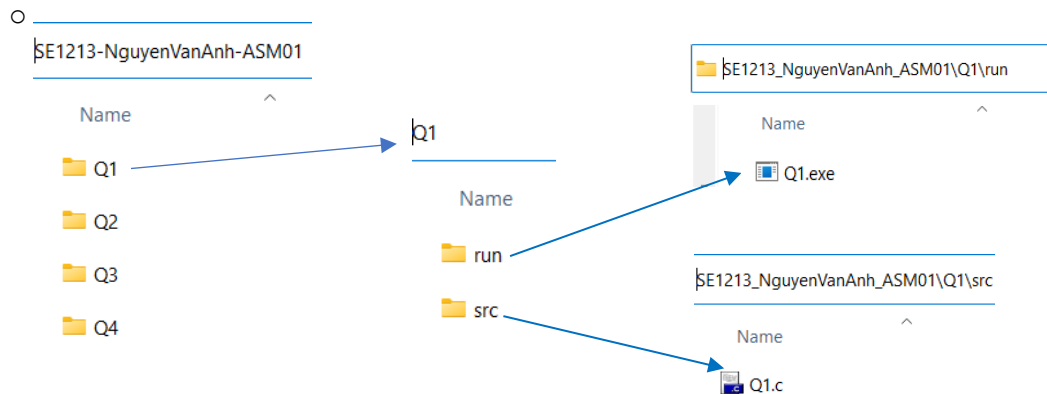 SE1213-NguyenVanAnh-ASM01
Name
Q1
Q2
Q3
Q4
Q1
Name
run
src
SE1213_NguyenVanAnh_ASM01\Q1\run
Name
Q1.exe
SE1213_NguyenVanAnh_ASM01\Q1\src
Name
Q1.c